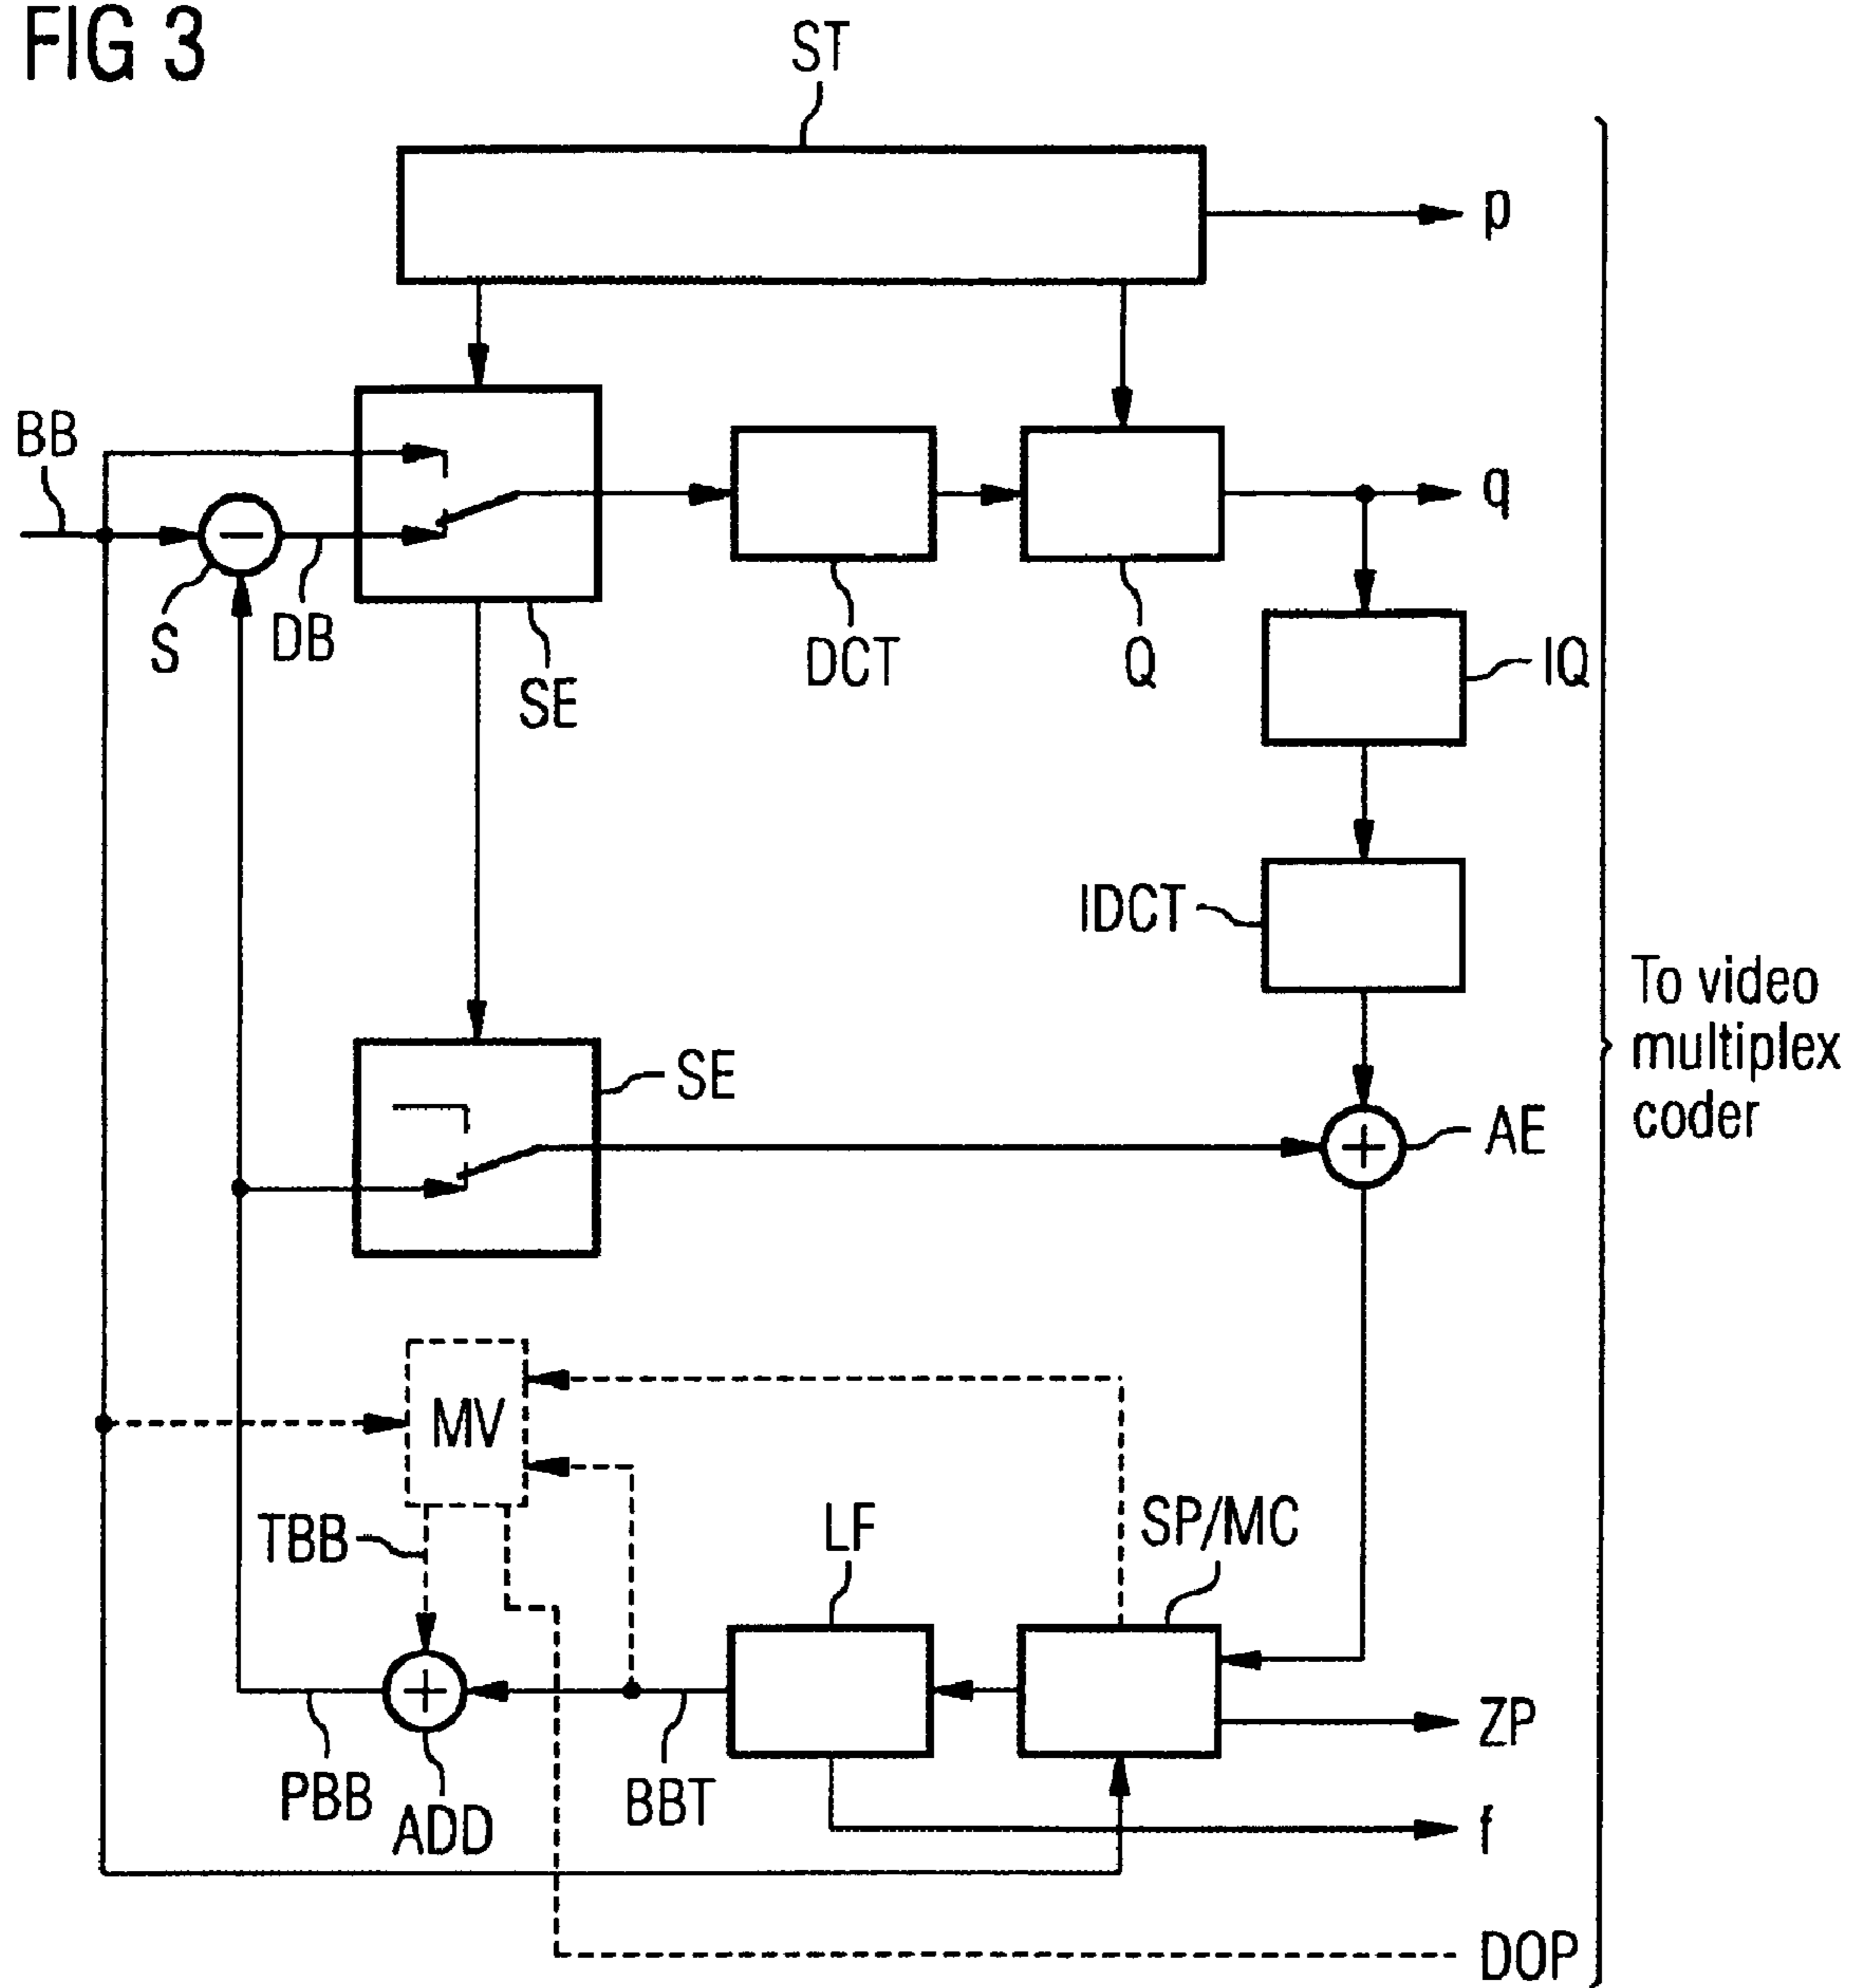 FIG 3
ST
p
BB
q
S
DB
SE
DCT
Q
IQ
IDCT
To video
multiplex
coder
SE
AE
MV
TBB
LF
SP/MC
ZP
PBB
ADD
BBT
f
DOP